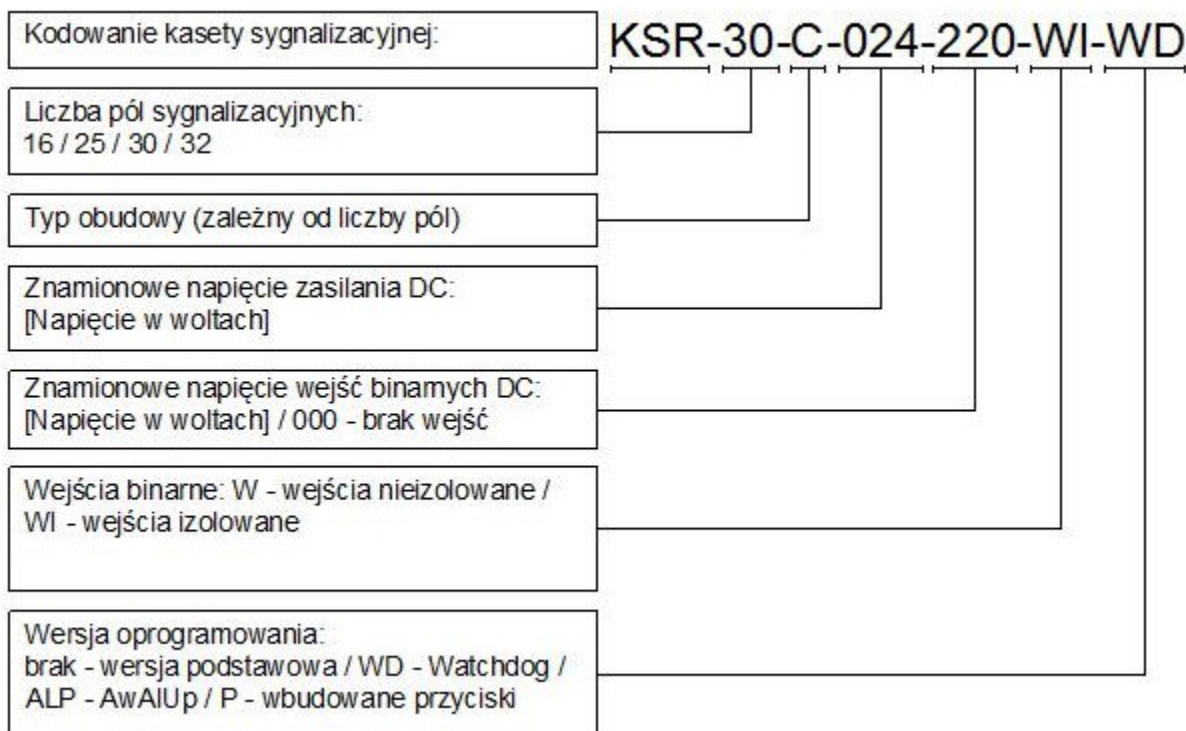 Kodowanie kasety sygnalizacyjnej:
KSR-30-C-024-220-WI-WD
Liczba pól sygnalizacyjnych:
16 / 25 / 30 / 32
Typ obudowy (zależny od liczby pól)
Znamionowe napięcie zasilania DC:
[Napięcie w woltach]
Znamionowe napięcie wejść binarnych DC:
[Napięcie w woltach] / 000 - brak wejść
Wejścia binarne: W - wejścia nieizolowane /
WI - wejścia izolowane
Wersja oprogramowania:
brak - wersja podstawowa / WD - Watchdog /
ALP - AwAlUp / P - wbudowane przyciski